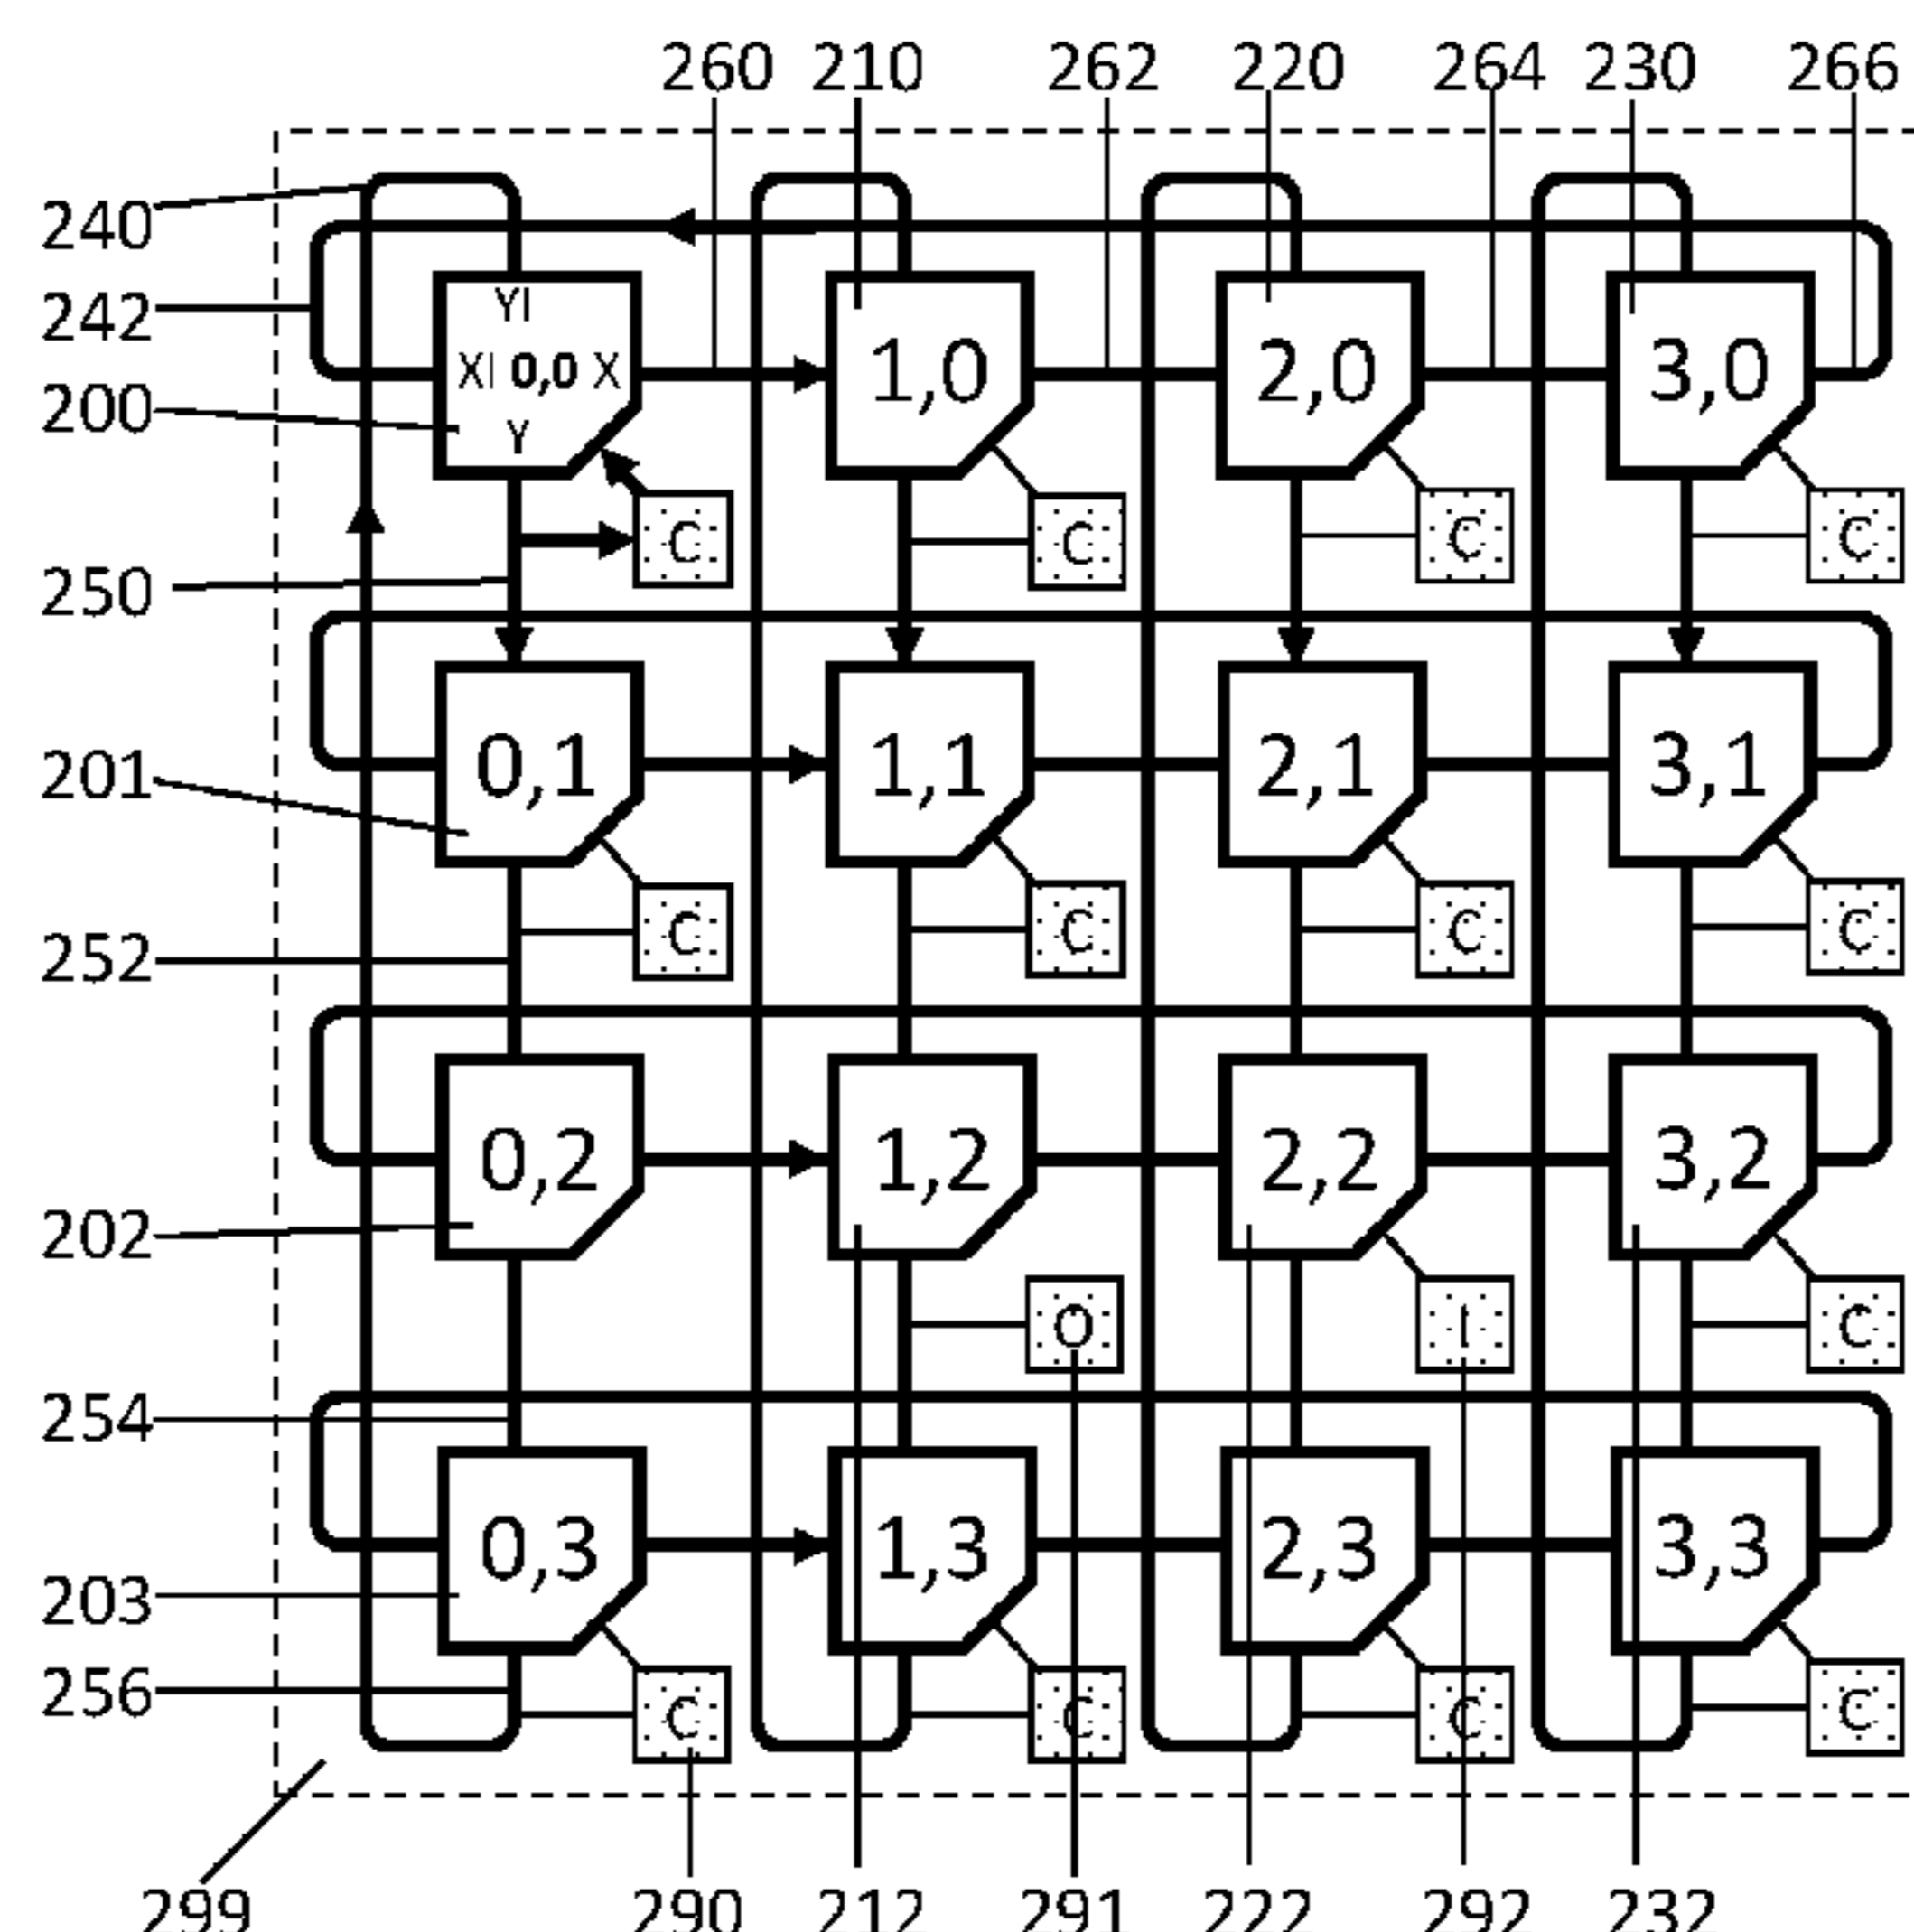 260 210 262 220 264 230 266
240
242
YI
XI 0,0 X 1,0 2,0 3,0
200
Y
C C C C
250
0,1 1,1 2,1 3,1
201
C C C C
252
0,2 1,2 2,2 3,2
202
O I C
254
0,3 1,3 2,3 3,3
203
256
C C C C
299 290 212 291 222 292 232